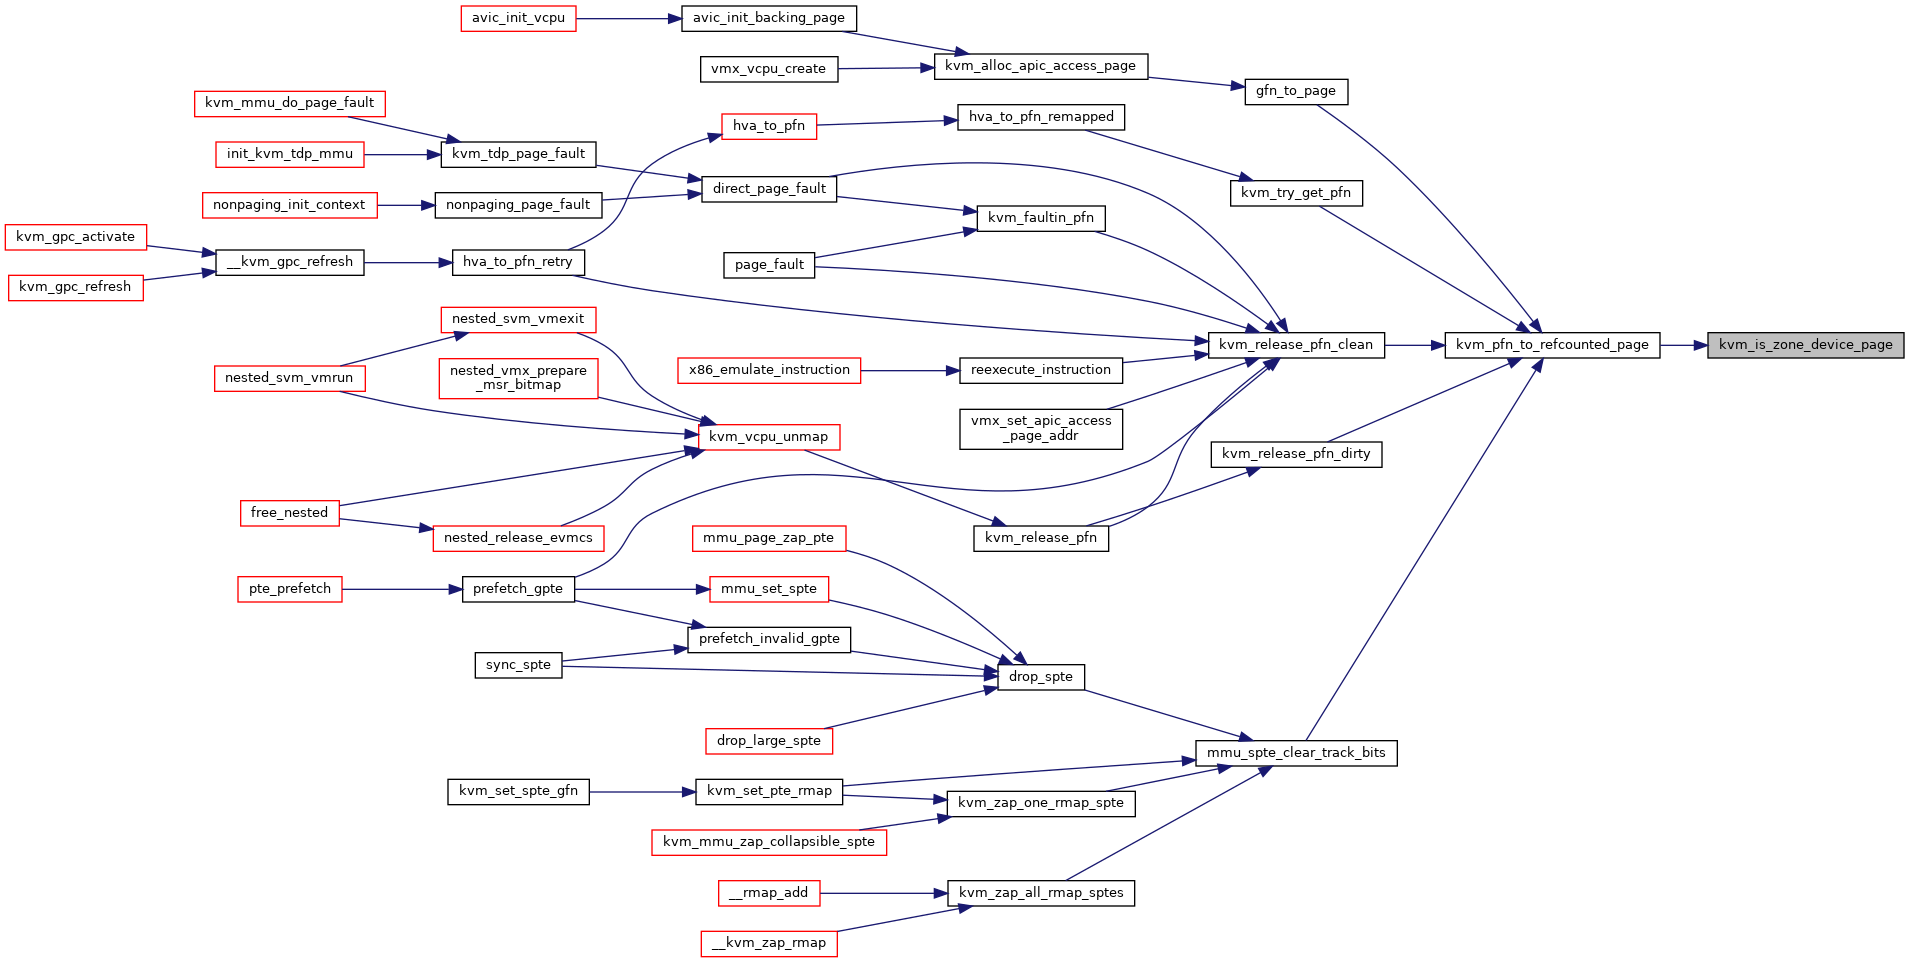 avic_init_vcpu
avic_init_backing_page
vmx_vcpu_create
kvm_alloc_apic_access_page
gfn_to_page
kvm_mmu_do_page_fault
hva_to_pfn
hva_to_pfn_remapped
init_kvm_tdp_mmu
kvm_tdp_page_fault
direct_page_fault
kvm_try_get_pfn
nonpaging_init_context
nonpaging_page_fault
kvm_faultin_pfn
kvm_gpc_activate
__kvm_gpc_refresh
hva_to_pfn_retry
page_fault
kvm_gpc_refresh
nested_svm_vmexit
kvm_release_pfn_clean
kvm_pfn_to_refcounted_page
kvm_is_zone_device_page
nested_svm_vmrun
nested_vmx_prepare
_msr_bitmap
x86_emulate_instruction
reexecute_instruction
vmx_set_apic_access
_page_addr
kvm_vcpu_unmap
kvm_release_pfn_dirty
free_nested
nested_release_evmcs
mmu_page_zap_pte
kvm_release_pfn
pte_prefetch
prefetch_gpte
mmu_set_spte
prefetch_invalid_gpte
sync_spte
drop_spte
drop_large_spte
mmu_spte_clear_track_bits
kvm_set_spte_gfn
kvm_set_pte_rmap
kvm_zap_one_rmap_spte
kvm_mmu_zap_collapsible_spte
__rmap_add
kvm_zap_all_rmap_sptes
__kvm_zap_rmap